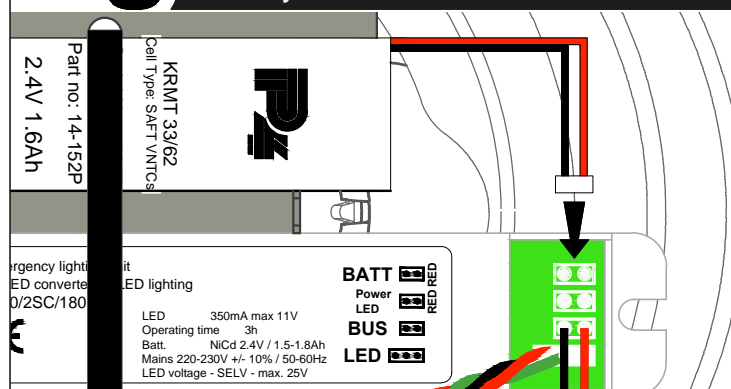 KRMT 33/62
Cell Type: SAFT VNTCs
Part no: 14-152P
2.4V 1.6Ah
lighti
ED converte LED lighting
0/2SC/180
LED 350mA max 11V
Operating time 3h
Batt. NiCd 2.4V / 1.5-1.8Ah
Mains 220-230V +/- 10% / 50-60Hz
LED voltage - SELV - max. 25V
BATT RED
Power
LED RED
BUS
LED